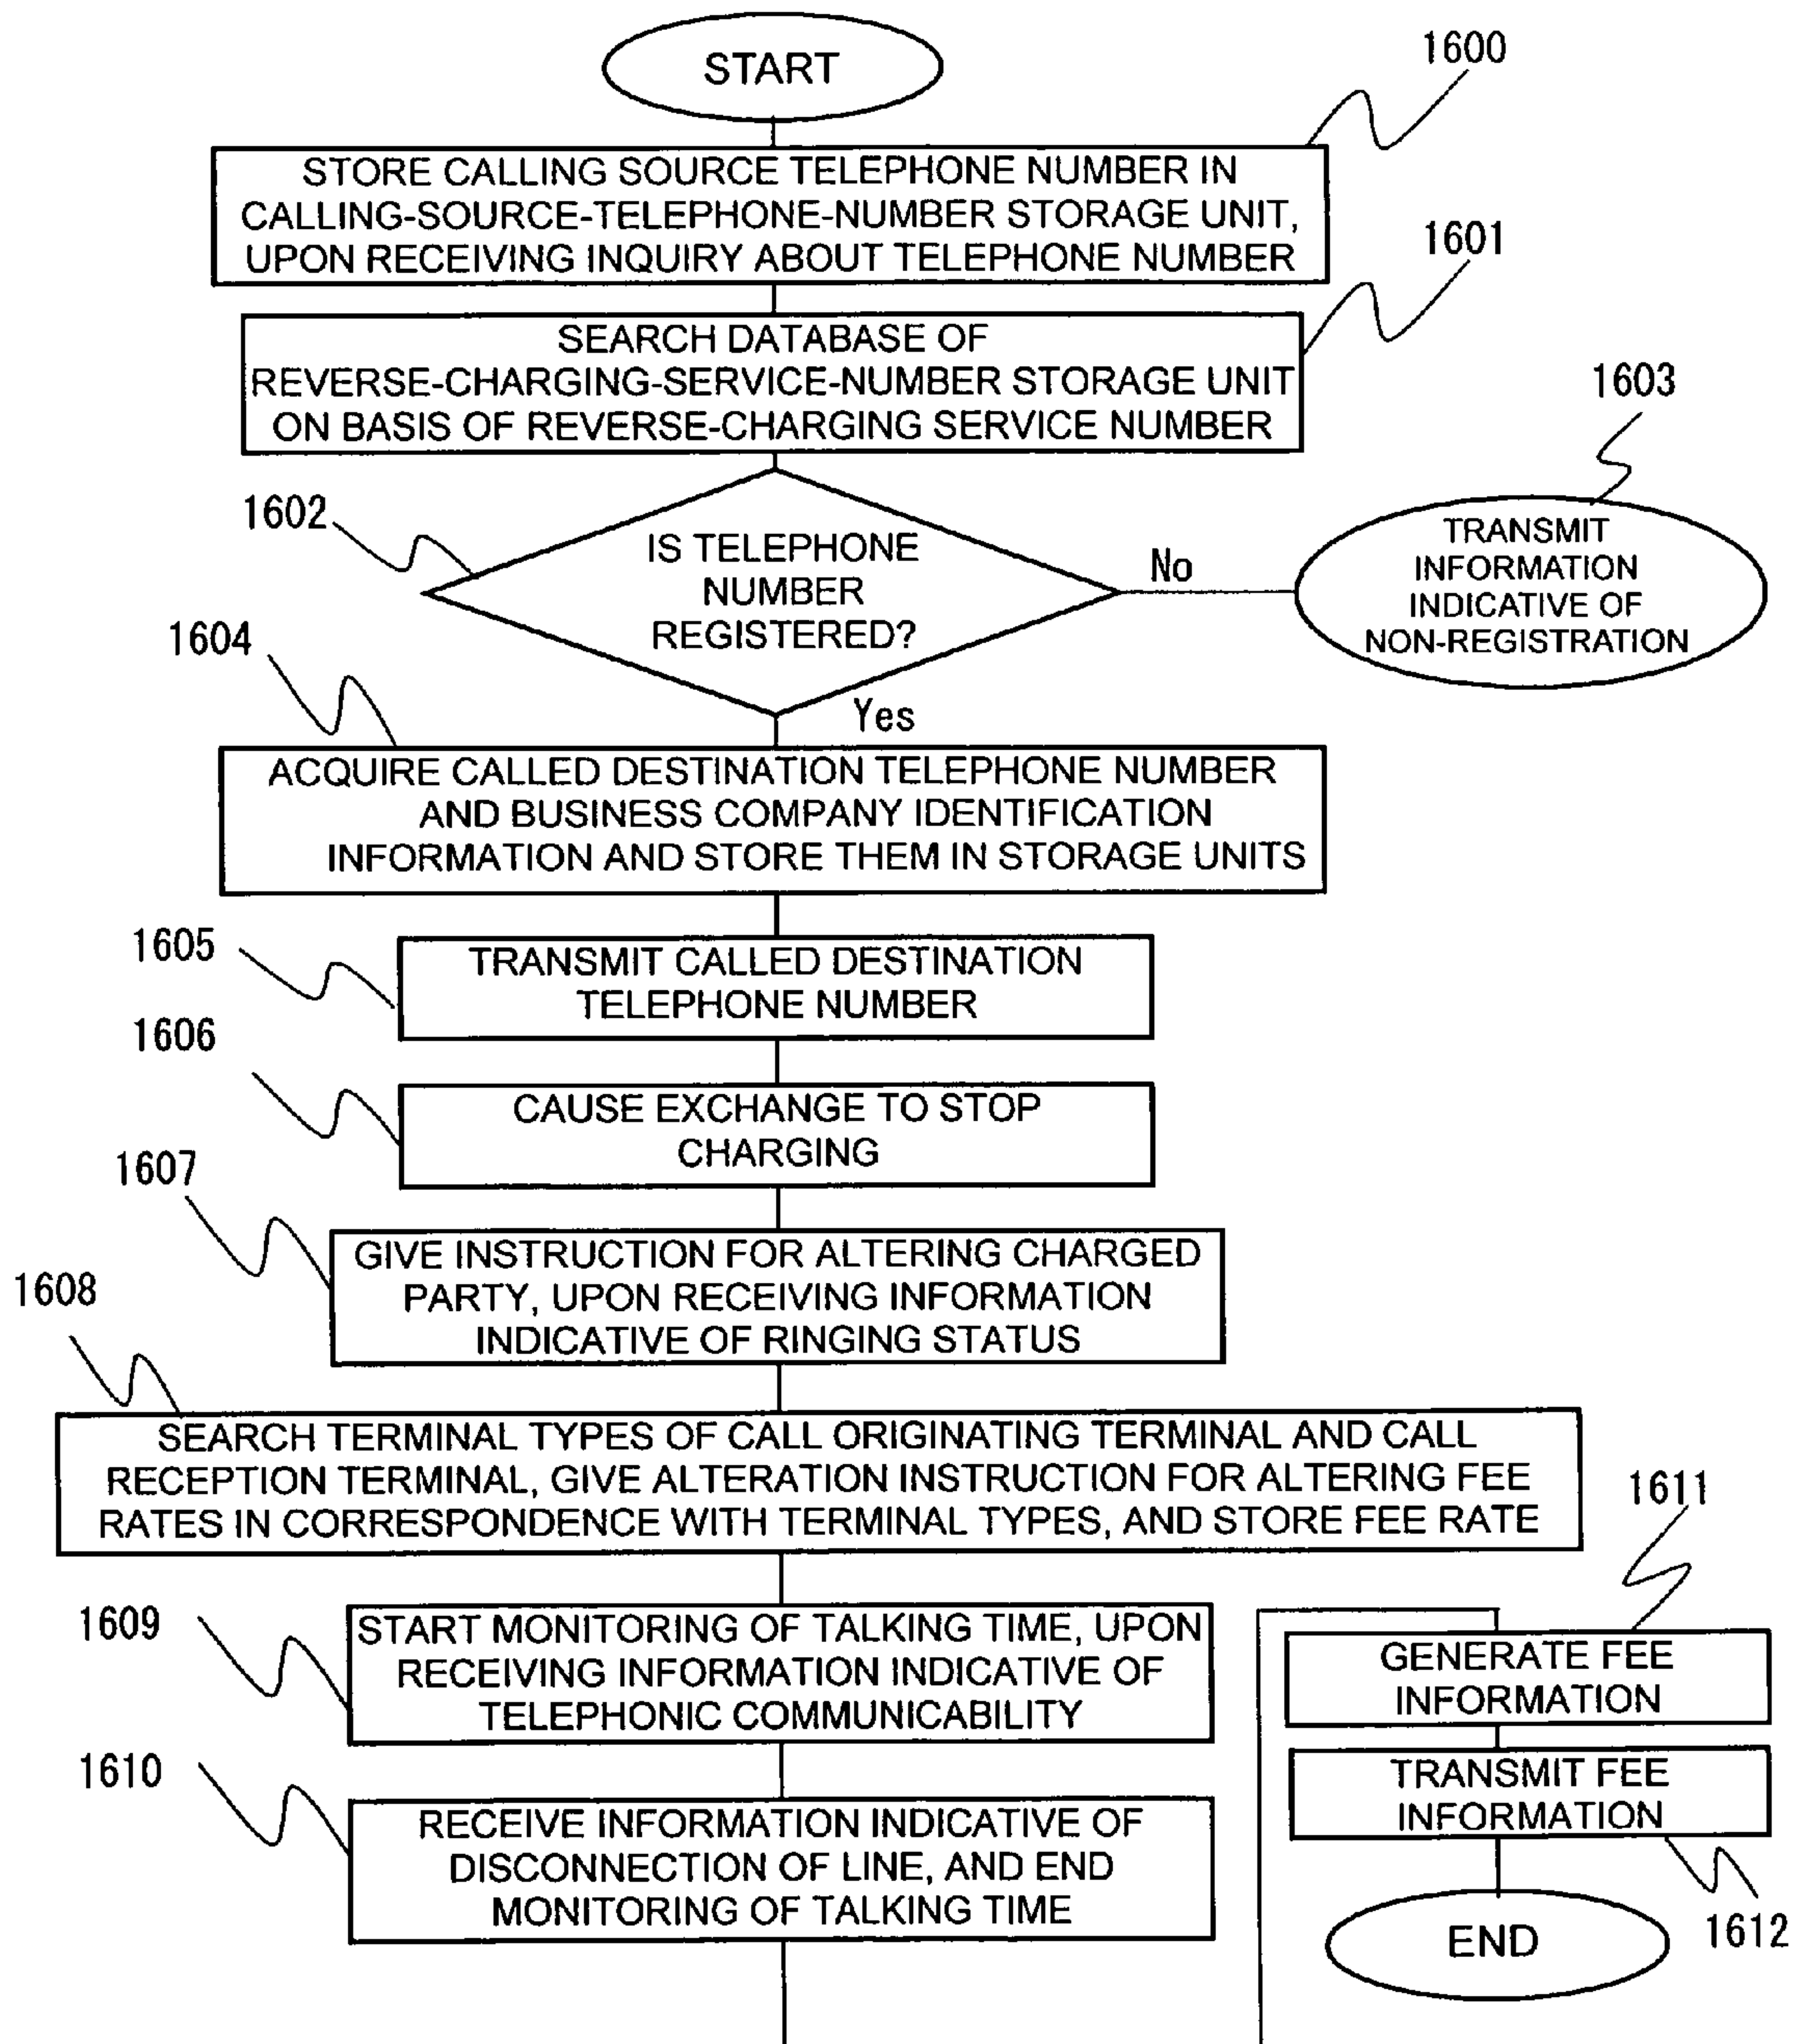 START
1600
STORE CALLING SOURCE TELEPHONE NUMBER IN
CALLING-SOURCE-TELEPHONE-NUMBER STORAGE UNIT,
UPON RECEIVING INQUIRY ABOUT TELEPHONE NUMBER
1601
SEARCH DATABASE OF
REVERSE-CHARGING-SERVICE-NUMBER STORAGE UNIT
ON BASIS OF REVERSE-CHARGING SERVICE NUMBER
1602
IS TELEPHONE
NUMBER
REGISTERED?
No
1603
TRANSMIT
INFORMATION
INDICATIVE OF
NON-REGISTRATION
Yes
1604
ACQUIRE CALLED DESTINATION TELEPHONE NUMBER
AND BUSINESS COMPANY IDENTIFICATION
INFORMATION AND STORE THEM IN STORAGE UNITS
1605
TRANSMIT CALLED DESTINATION
TELEPHONE NUMBER
1606
CAUSE EXCHANGE TO STOP
CHARGING
1607
GIVE INSTRUCTION FOR ALTERING CHARGED
PARTY, UPON RECEIVING INFORMATION
INDICATIVE OF RINGING STATUS
1608
SEARCH TERMINAL TYPES OF CALL ORIGINATING TERMINAL AND CALL
RECEPTION TERMINAL, GIVE ALTERATION INSTRUCTION FOR ALTERING FEE
RATES IN CORRESPONDENCE WITH TERMINAL TYPES, AND STORE FEE RATE
1609
START MONITORING OF TALKING TIME, UPON
RECEIVING INFORMATION INDICATIVE OF
TELEPHONIC COMMUNICABILITY
1610
RECEIVE INFORMATION INDICATIVE OF
DISCONNECTION OF LINE, AND END
MONITORING OF TALKING TIME
1611
GENERATE FEE
INFORMATION
TRANSMIT FEE
INFORMATION
1612
END